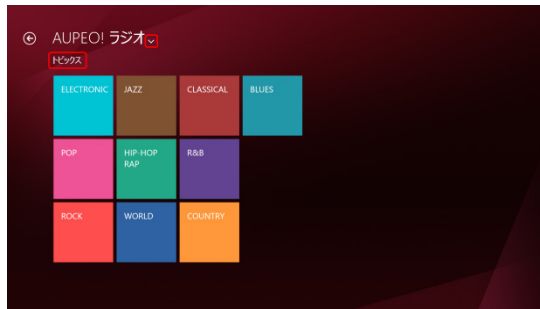 AUPEO! ラジオ
トピックス
ELECTRONIC
JAZZ
CLASSICAL
BLUES
POP
HIP-HOP
RAP
R&B
ROCK
WORLD
COUNTRY